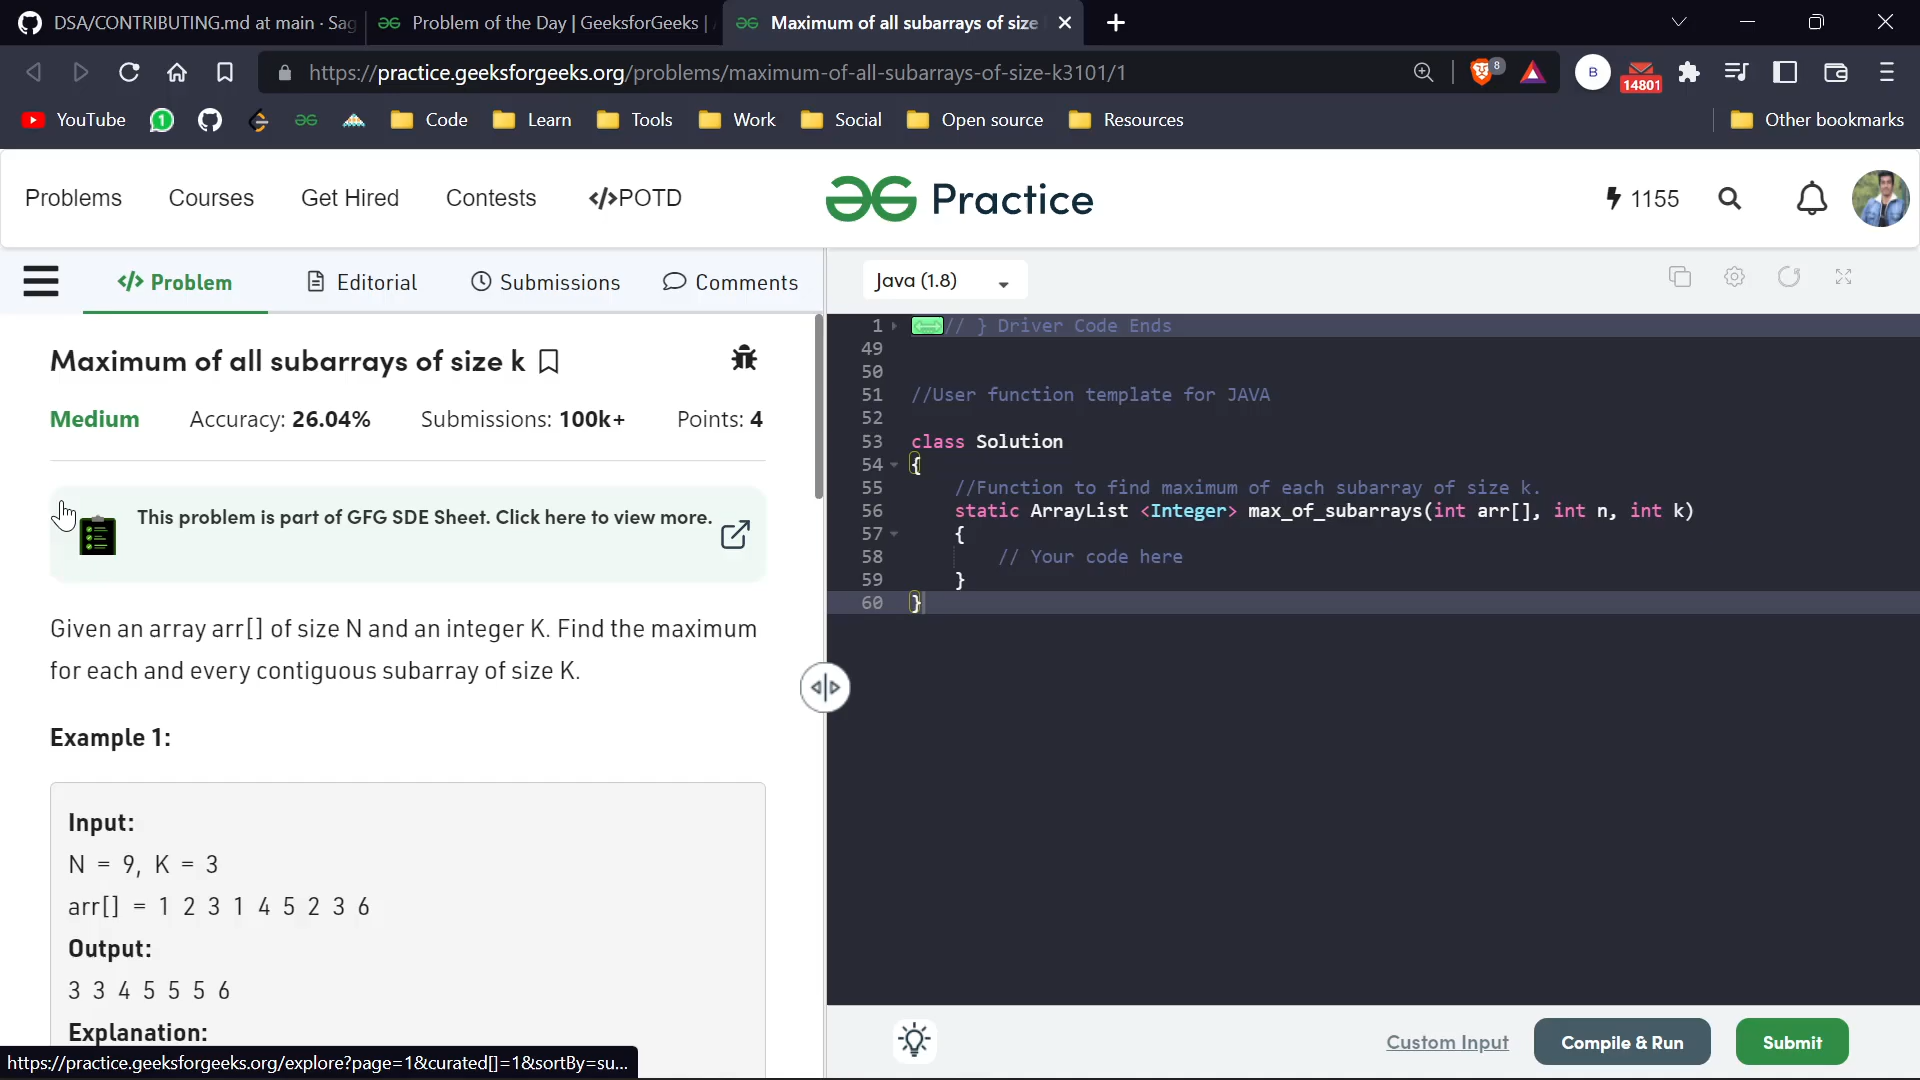 DSA/CONTRIBUTING.md at main · Sag
Problem of the Day | GeeksforGeeks |
Maximum of all subarrays of size
https://practice.geeksforgeeks.org/problems/maximum-of-all-subarrays-of-size-k3101/1
8
B
14801
YouTube
1
Code
Learn
Tools
Work
Social
Open source
Resources
Other bookmarks
Problems
Courses
Get Hired
Contests
</>POTD
Practice
1155
</> Problem
Editorial
Submissions
Comments
Java (1.8)
Maximum of all subarrays of size k
Medium Accuracy: 26.04% Submissions: 100k+ Points: 4
This problem is part of GFG SDE Sheet. Click here to view more.
Given an array arr[] of size N and an integer K. Find the maximum
for each and every contiguous subarray of size K.
Example 1:
Input:
N = 9, K = 3
arr[] = 1 2 3 1 4 5 2 3 6
Output:
3 3 4 5 5 5 6
Explanation:
https://practice.geeksforgeeks.org/explore?page=1&curated[]=1&sortBy=su...
1 // } Driver Code Ends
49
50
51 //User function template for JAVA
52
53 class Solution
54 {
55 //Function to find maximum of each subarray of size k.
56 static ArrayList <Integer> max_of_subarrays(int arr[], int n, int k)
57 {
58 // Your code here
59 }
60 }
Custom Input
Compile & Run
Submit